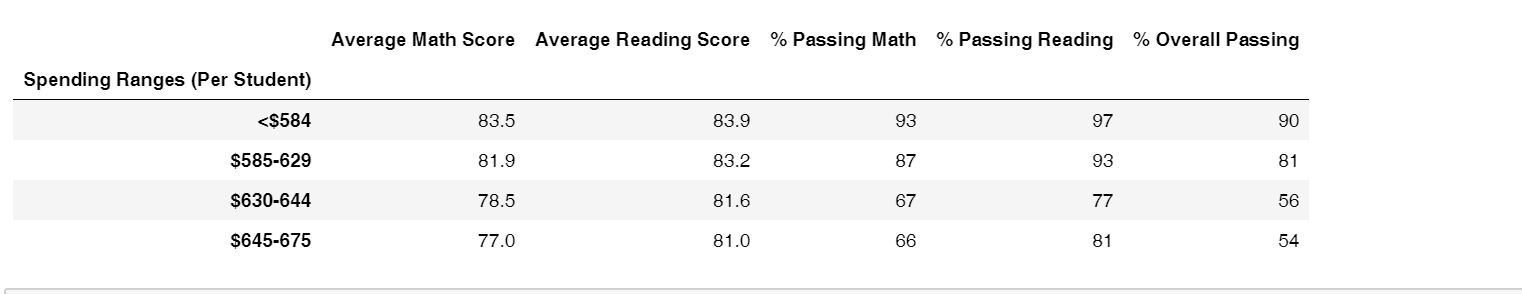 Average Math Score Average Reading Score % Passing Math % Passing Reading % Overall Passing
Spending Ranges (Per Student)
<$584 83.5 83.9 93 97 90
$585-629 81.9 83.2 87 93 81
$630-644 78.5 81.6 67 77 56
$645-675 77.0 81.0 66 81 54